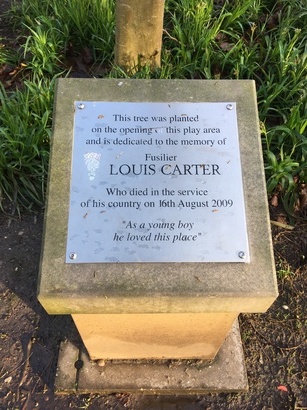 This tree was planted
on the opening of this play area
and is dedicated to the memory of
Fusilier
LOUIS CARTER
Who died in the service
of his country on 16th August 2009
"As a young boy
he loved this place"